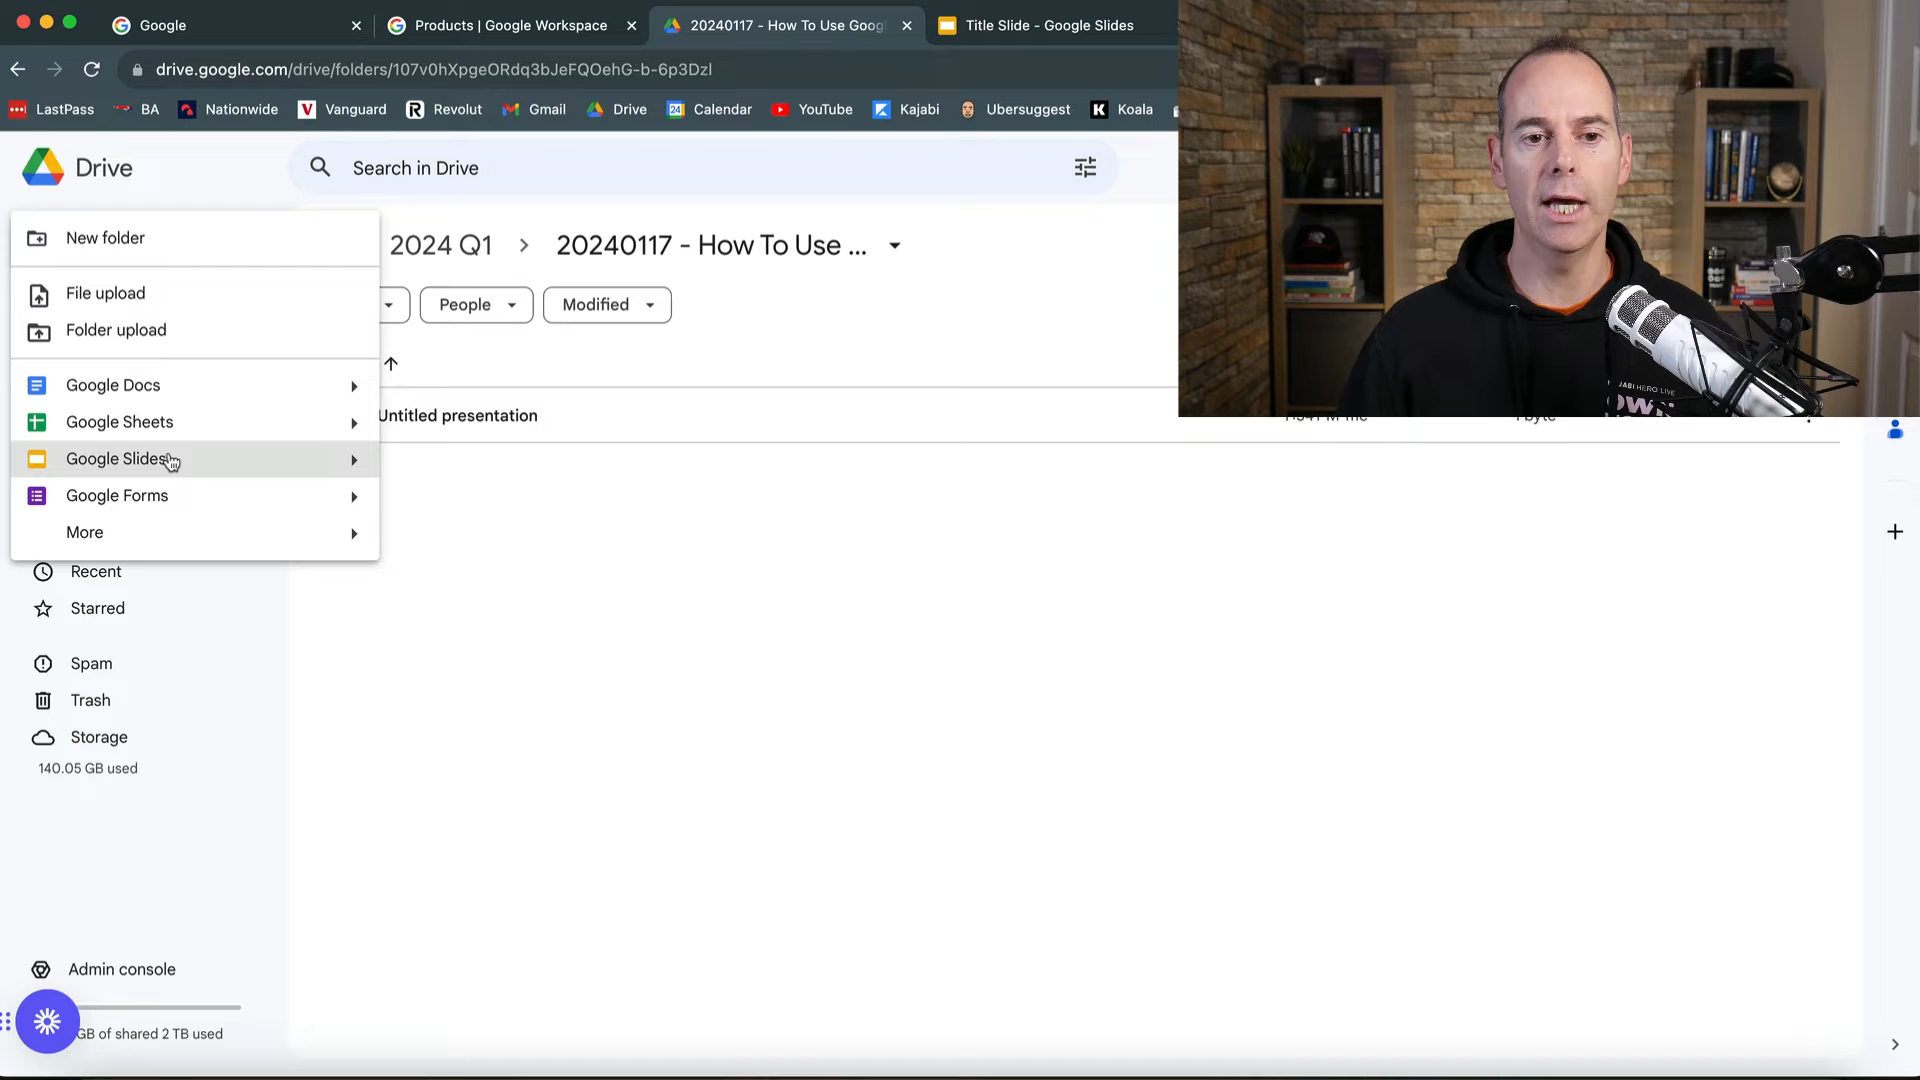 Google
Products | Google Workspace
20240117 - How To Use Goog
Title Slide - Google Slides
drive.google.com/drive/folders/107v0hXpgeORdq3bJeFQOehG-b-6p3DzI
LastPass
BA
Nationwide
Vanguard
Revolut
Gmail
Drive
Calendar
YouTube
Kajabi
Ubersuggest
Koala
Drive
Search in Drive
New folder
2024 Q1
20240117 - How To Use ...
File upload
People
Modified
Folder upload
Google Docs
Untitled presentation
Google Sheets
Google Slides
Google Forms
More
Recent
Starred
Spam
Trash
Storage
140.05 GB used
Admin console
GB of shared 2 TB used
JABI HERO LIVE